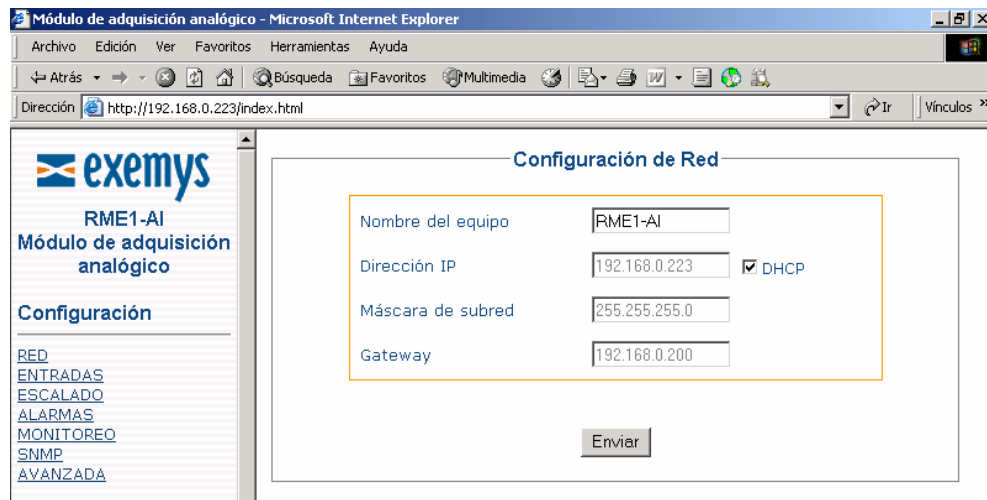 Módulo de adquisición analógico - Microsoft Internet Explorer
Archivo Edición Ver Favoritos Herramientas Ayuda
Atrás Búsqueda Favoritos Multimedia
Dirección http://192.168.0.223/index.html Ir Vínculos »
exemys
RME1-AI
Módulo de adquisición
analógico
Configuración
RED
ENTRADAS
ESCALADO
ALARMAS
MONITOREO
SNMP
AVANZADA
Configuración de Red
Nombre del equipo RME1-AI
Dirección IP 192.168.0.223 DHCP
Máscara de subred 255.255.255.0
Gateway 192.168.0.200
Enviar